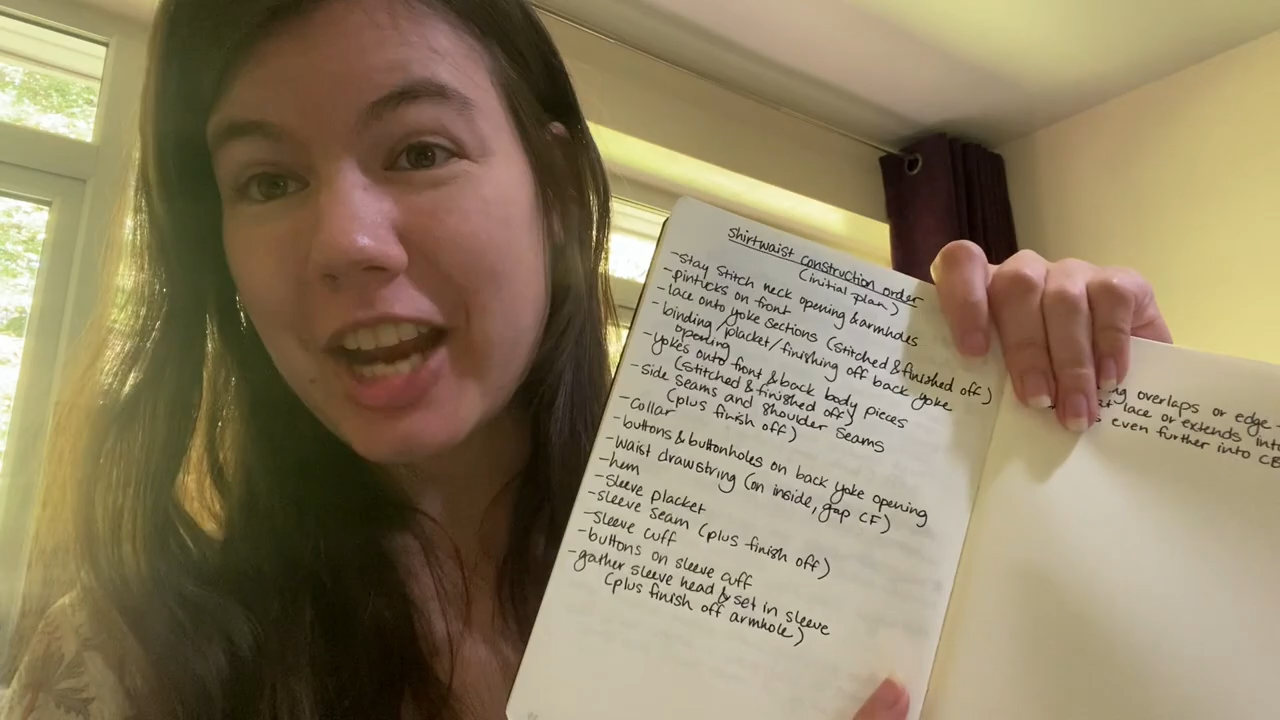 shirtwaist construction order
(initial plan)
-stay stitch neck opening & armholes
-pintucks on front
-lace onto yoke sections (stitched & finished off)
-binding/placket/finishing off back yoke
opening
-yokes onto front & back body pieces
(stitched & finished off)
-side seams and shoulder seams
(plus finish off)
-collar
-buttons & buttonholes on back yoke opening
-waist drawstring (on inside, gap CF)
-hem
-sleeve placket
-sleeve seam (plus finish off)
-sleeve cuff
-buttons on sleeve cuff
-gather sleeve head & set in sleeve
(plus finish off armhole)
overlaps or edge
lace or extends
even further into